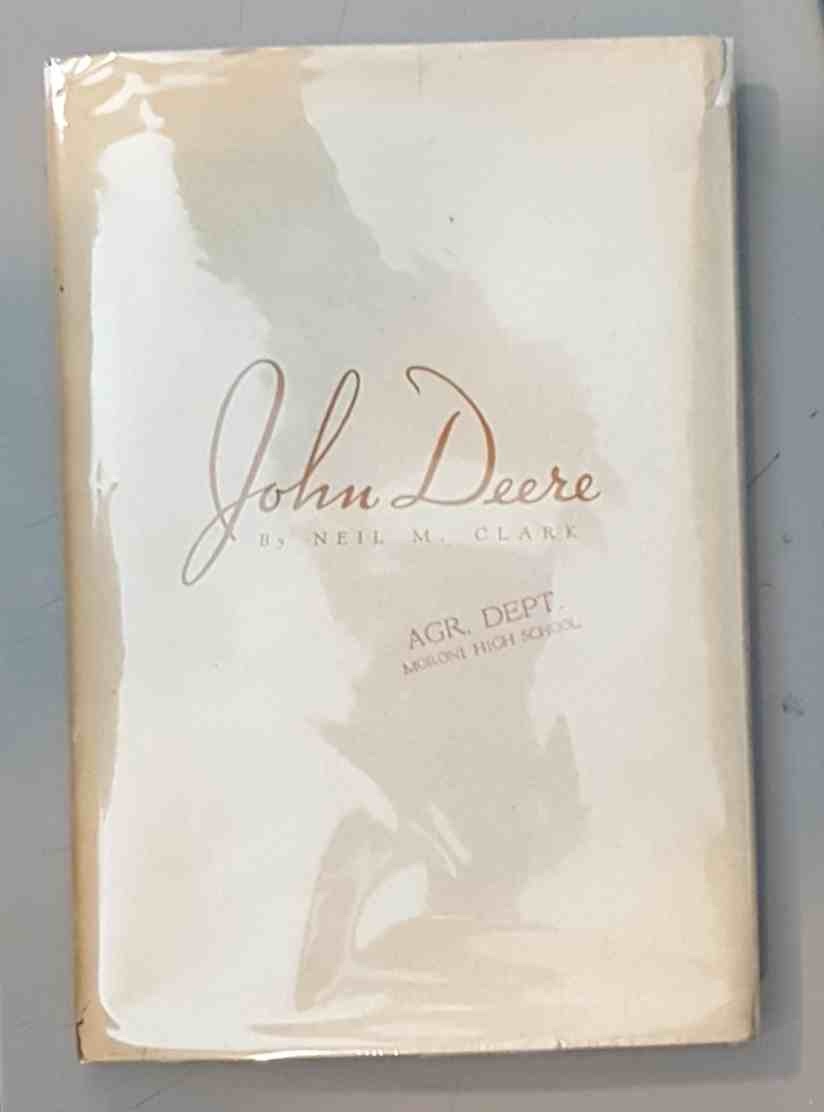 John Deere
By NEIL M. CLARK
AGR. DEPT.
MORONI HIGH SCHOOL